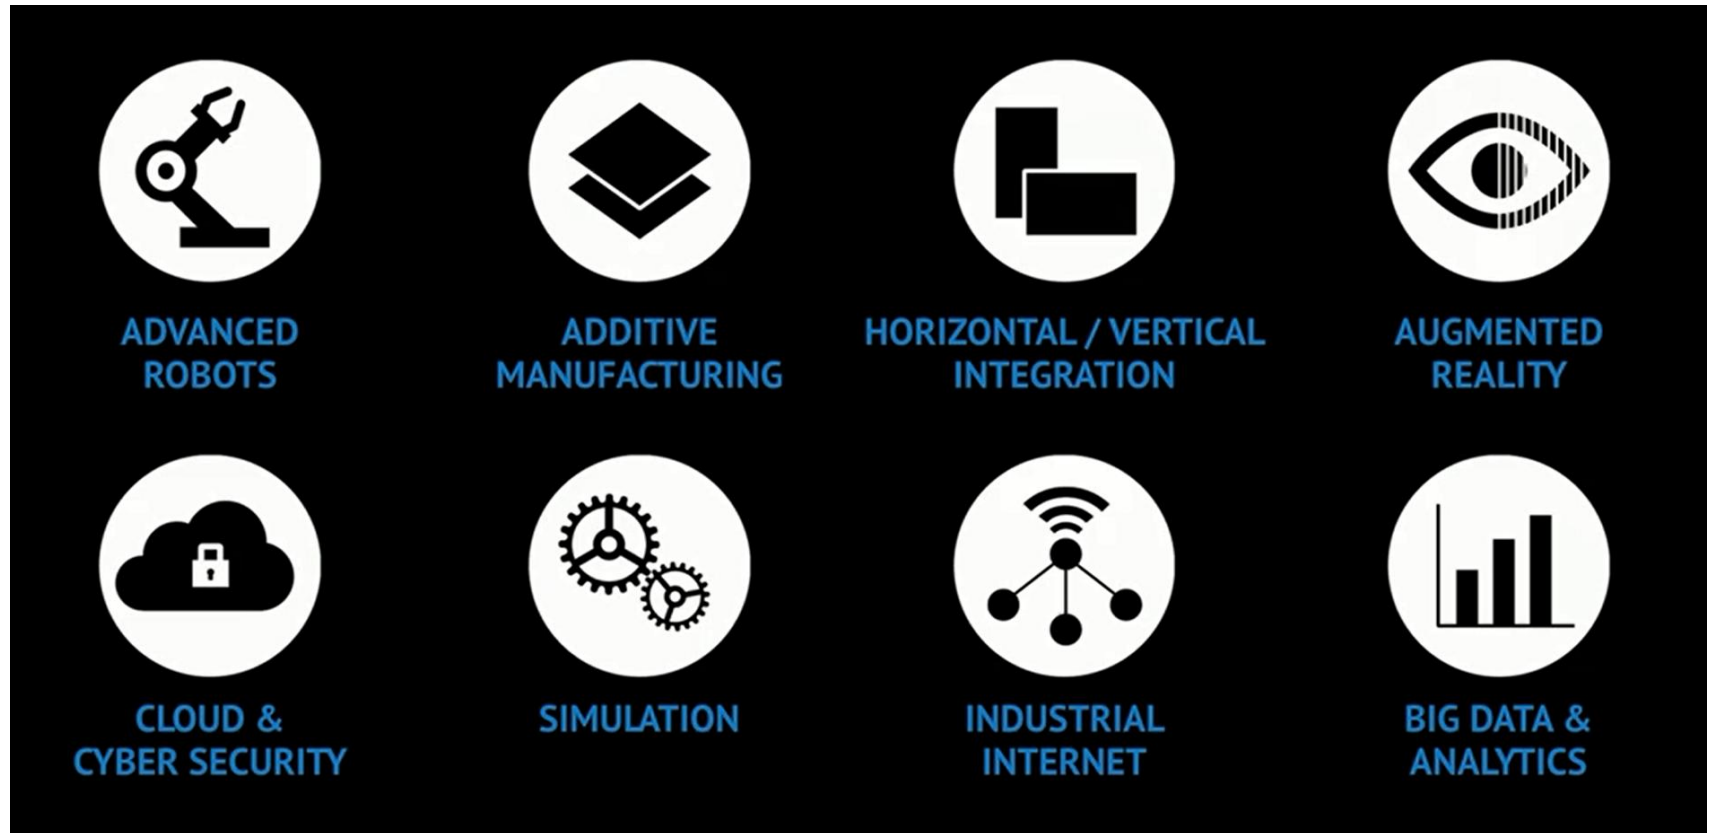 ADVANCED
ROBOTS
ADDITIVE
MANUFACTURING
HORIZONTAL / VERTICAL
INTEGRATION
AUGMENTED
REALITY
CLOUD &
CYBER SECURITY
SIMULATION
INDUSTRIAL
INTERNET
BIG DATA &
ANALYTICS